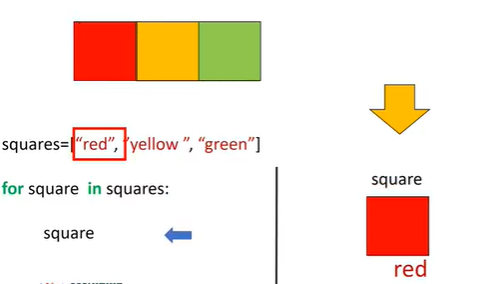 squares=["red", "yellow ", "green"]
for square in squares:
square
square
red